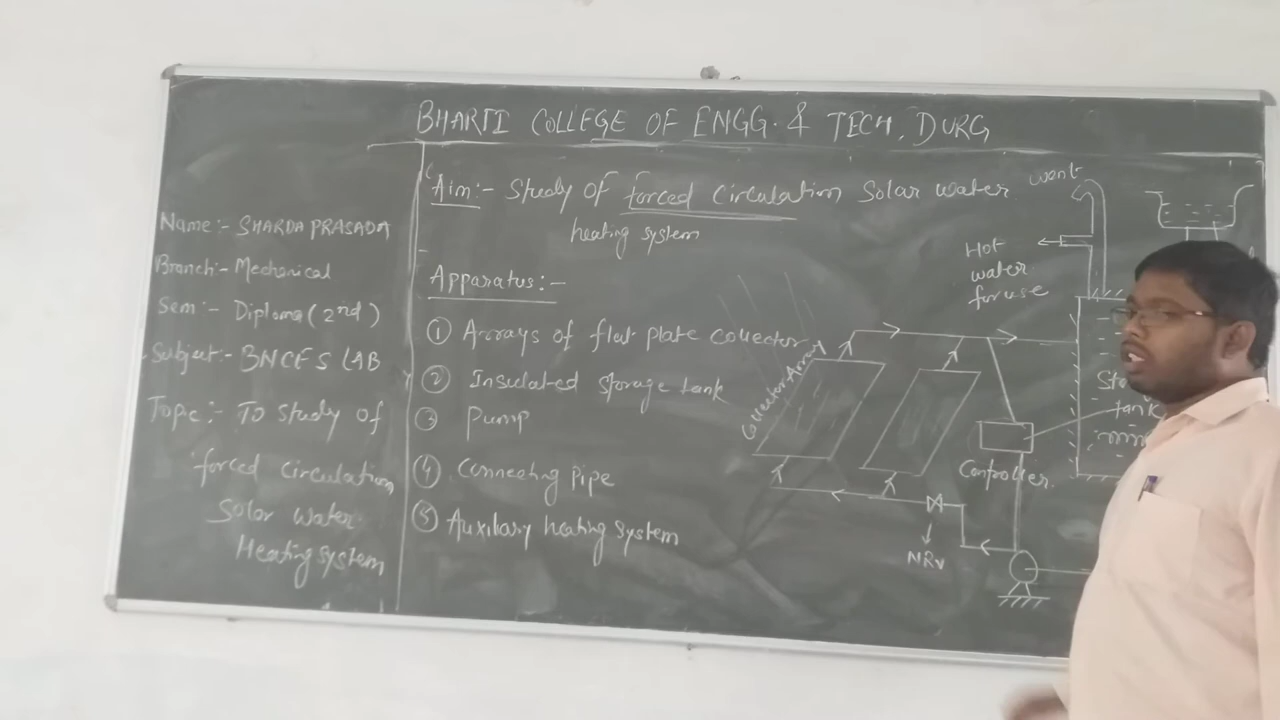 BHARTI COLLEGE OF ENGG. & TECH, DURG
Name:- SHARDA PRASADA
Branch:- Mechanical
Sem:- Diploma (2nd)
Subject:- BNCES LAB
Topc:- To study of
forced circulation
Solar water
Heating system
Aim:- Study of forced circulation Solar water
heating system
Apparatus:-
① Arrays of flat plate collector
② Insulated storage tank
③ Pump
④ Connecting pipe
⑤ Auxilary heating system
vent
Hot
water
for use
Collector Array
Controller
NRV
tank